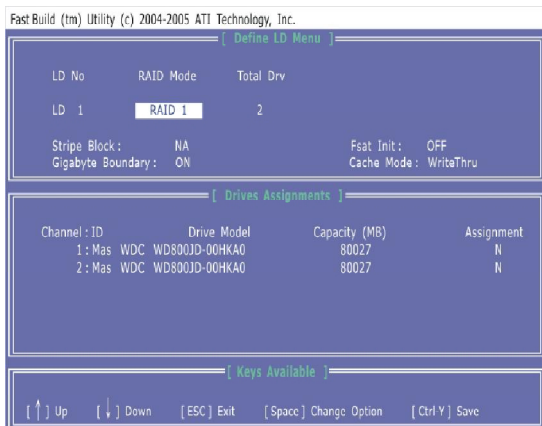 Fast Build (tm) Utility (c) 2004-2005 ATI Technology, Inc.
[ Define LD Menu ]
LD No RAID Mode Total Drv
LD 1 RAID 1 2
Stripe Block : NA Fsat Init : OFF
Gigabyte Boundary : ON Cache Mode : WriteThru
[ Drives Assignments ]
Channel : ID Drive Model Capacity (MB) Assignment
1 : Mas WDC WD800JD-00HKA0 80027 N
2 : Mas WDC WD800JD-00HKA0 80027 N
[ Keys Available ]
[ ↑ ] Up [ ↓ ] Down [ ESC ] Exit [ Space ] Change Option [ Ctrl-Y ] Save